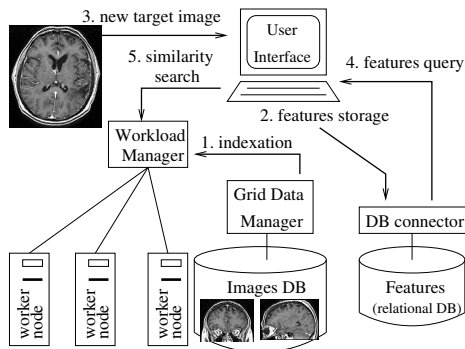 3. new target image
User
Interface
5. similarity
search
4. features query
2. features storage
Workload
Manager
1. indexation
Grid Data
Manager
DB connector
worker
node
worker
node
worker
node
Images DB
Features
(relational DB)